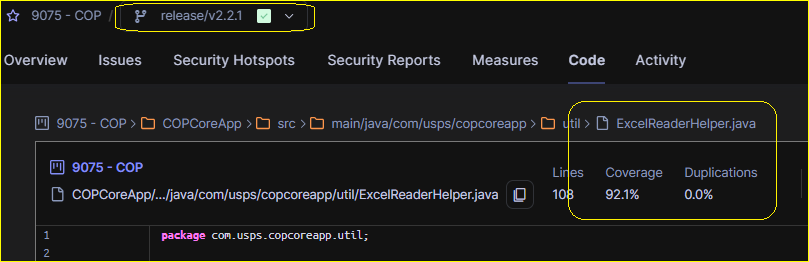 9075 - COP / release/v2.2.1
Overview Issues Security Hotspots Security Reports Measures Code Activity
9075 - COP > COPCoreApp > src > main/java/com/usps/copcoreapp > util > ExcelReaderHelper.java
9075 - COP
COPCoreApp/.../java/com/usps/copcoreapp/util/ExcelReaderHelper.java
Lines Coverage Duplications
108 92.1% 0.0%
1 package com.usps.copcoreapp.util;
2